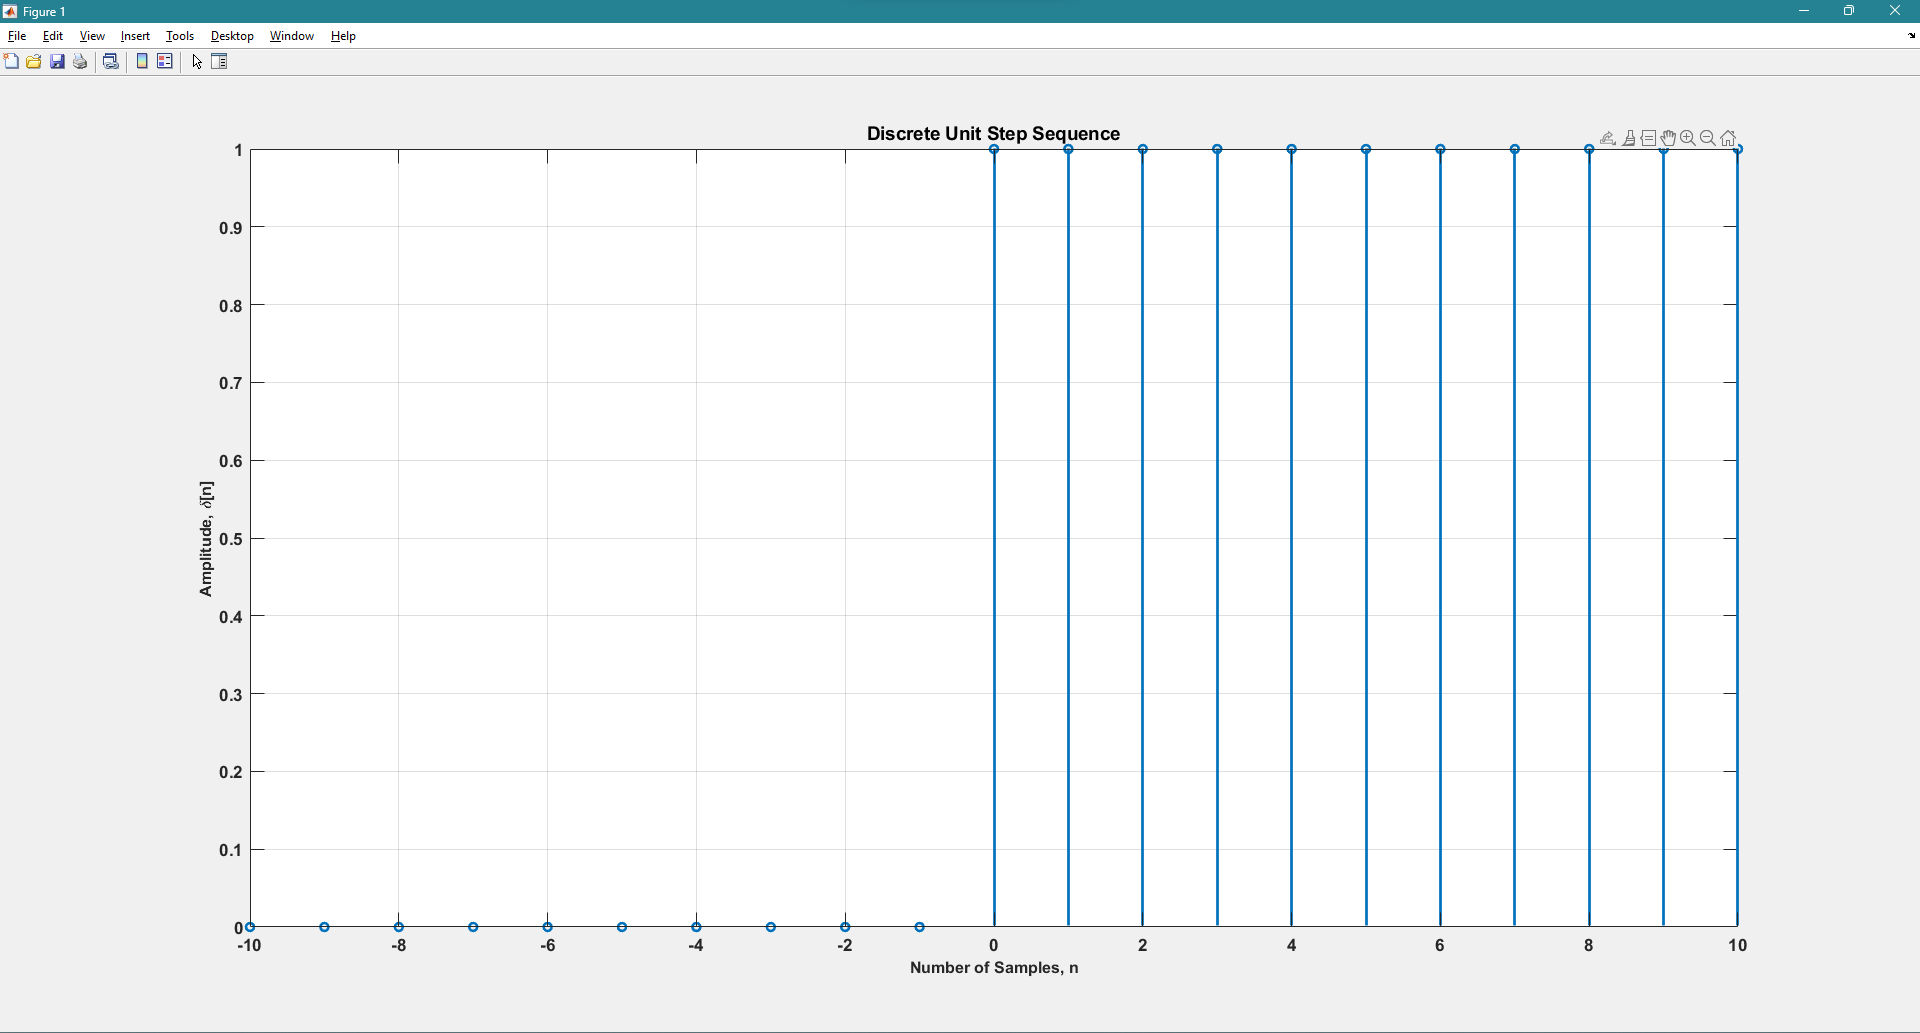 Figure 1
File Edit View Insert Tools Desktop Window Help
Discrete Unit Step Sequence
1
0.9
0.8
0.7
0.6
0.5
0.4
0.3
0.2
0.1
0
Amplitude, δ[n]
-10 -8 -6 -4 -2 0 2 4 6 8 10
Number of Samples, n